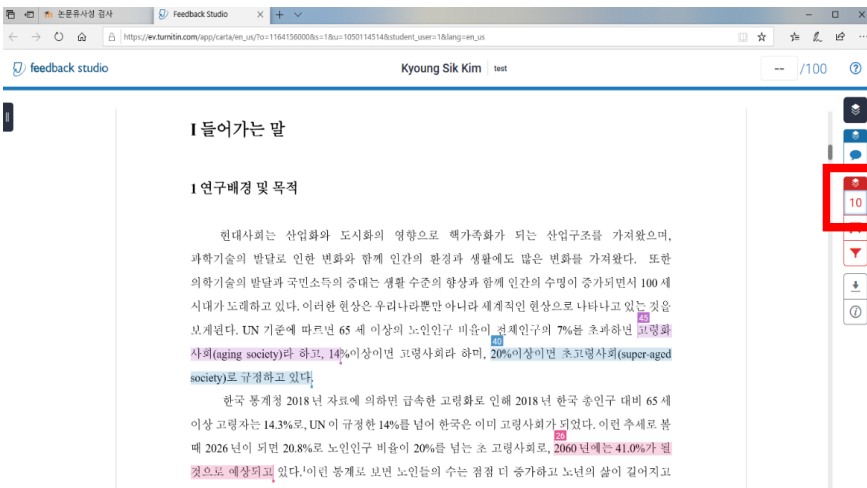 논문유사성 검사
Feedback Studio
https://ev.turnitin.com/app/carta/en_us/?o=1164156000&s=1&u=1050114514&student_user=1&lang=en_us
feedback studio
Kyoung Sik Kim
test
-- /100
I 들어가는 말
1 연구배경 및 목적
10
현대사회는 산업화와 도시화의 영향으로 핵가족화가 되는 산업구조를 가져왔으며,
과학기술의 발달로 인한 변화와 함께 인간의 환경과 생활에도 많은 변화를 가져왔다. 또한
의학기술의 발달과 국민소득의 증대는 생활 수준의 향상과 함께 인간의 수명이 증가되면서 100 세
시대가 도래하고 있다. 이러한 현상은 우리나라뿐만 아니라 세계적인 현상으로 나타나고 있는 것을
45
보게된다. UN 기준에 따르면 65 세 이상의 노인인구 비율이 전체인구의 7%를 초과하면 고령화
40
사회(aging society)라 하고, 14%이상이면 고령사회라 하며, 20%이상이면 초고령사회(super-aged
society)로 규정하고 있다.
한국 통계청 2018 년 자료에 의하면 급속한 고령화로 인해 2018 년 한국 총인구 대비 65 세
이상 고령자는 14.3%로, UN 이 규정한 14%를 넘어 한국은 이미 고령사회가 되었다. 이런 추세로 볼
26
때 2026 년이 되면 20.8%로 노인인구 비율이 20%를 넘는 초 고령사회로, 2060 년에는 41.0%가 될
것으로 예상되고 있다.¹이런 통계로 보면 노인들의 수는 점점 더 증가하고 노년의 삶이 길어지고